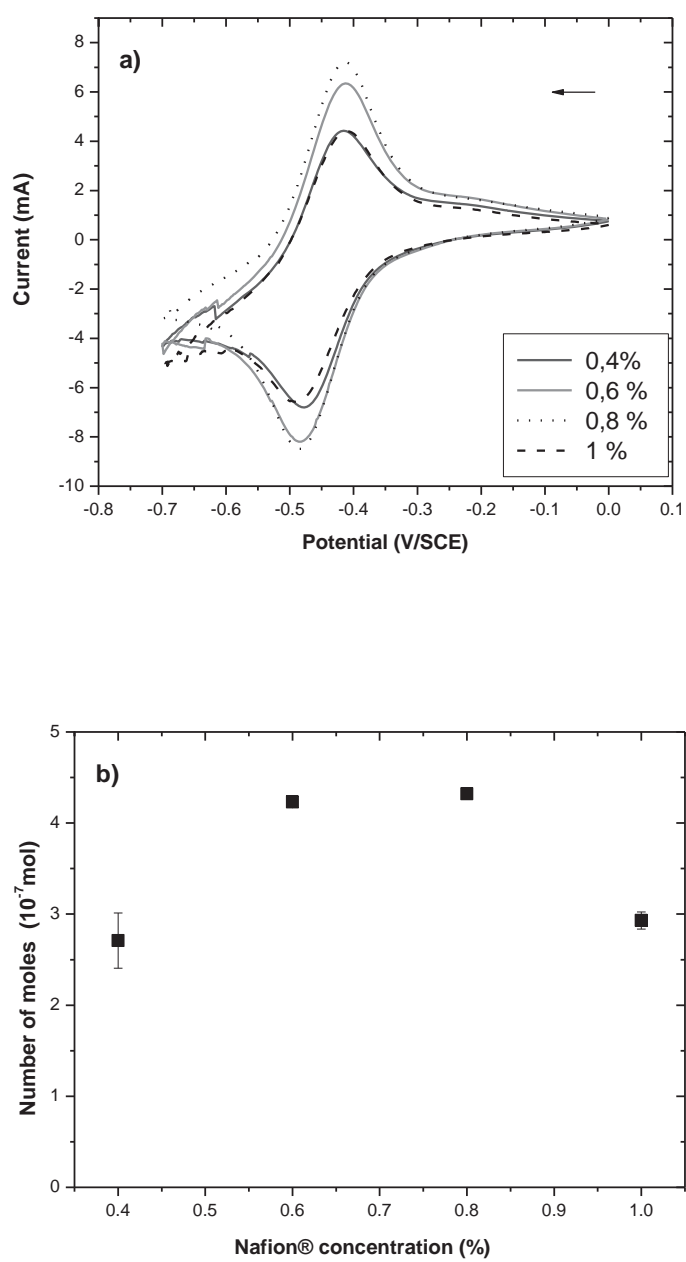 a)
8
6
4
2
0
-2
-4
-6
-8
-10
Current (mA)
0,4%
0,6 %
0,8 %
1 %
-0.8 -0.7 -0.6 -0.5 -0.4 -0.3 -0.2 -0.1 0.0 0.1
Potential (V/SCE)
b)
5
4
3
2
1
0
Number of moles (10⁻⁷mol)
0.4 0.5 0.6 0.7 0.8 0.9 1.0
Nafion® concentration (%)